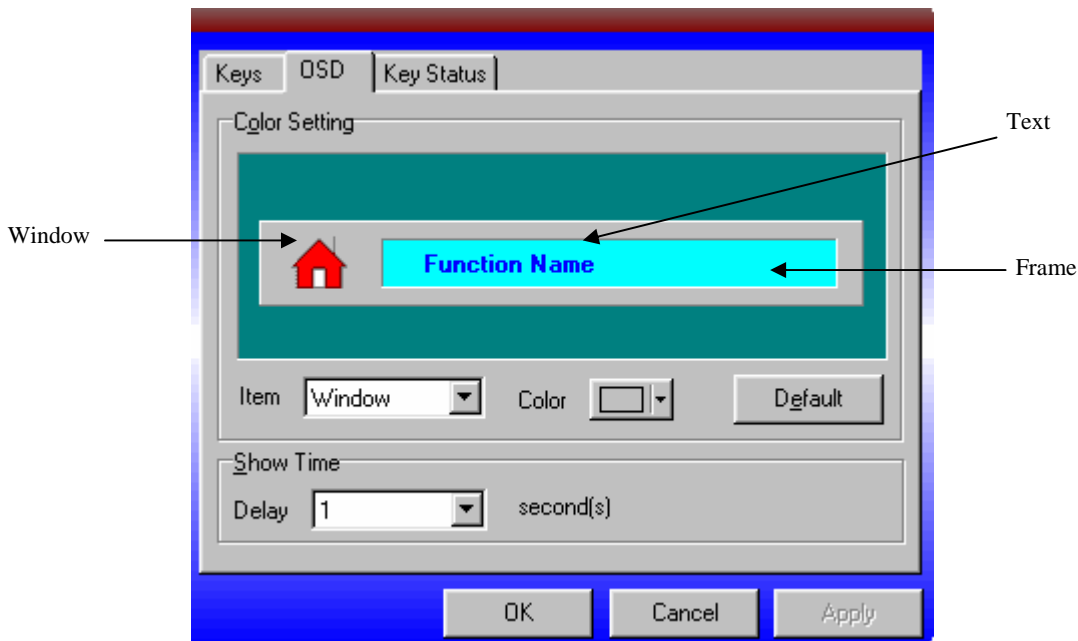 Keys OSD Key Status
Color Setting
Text
Window
Function Name
Frame
Item Window Color Default
Show Time
Delay 1 second(s)
OK Cancel Apply